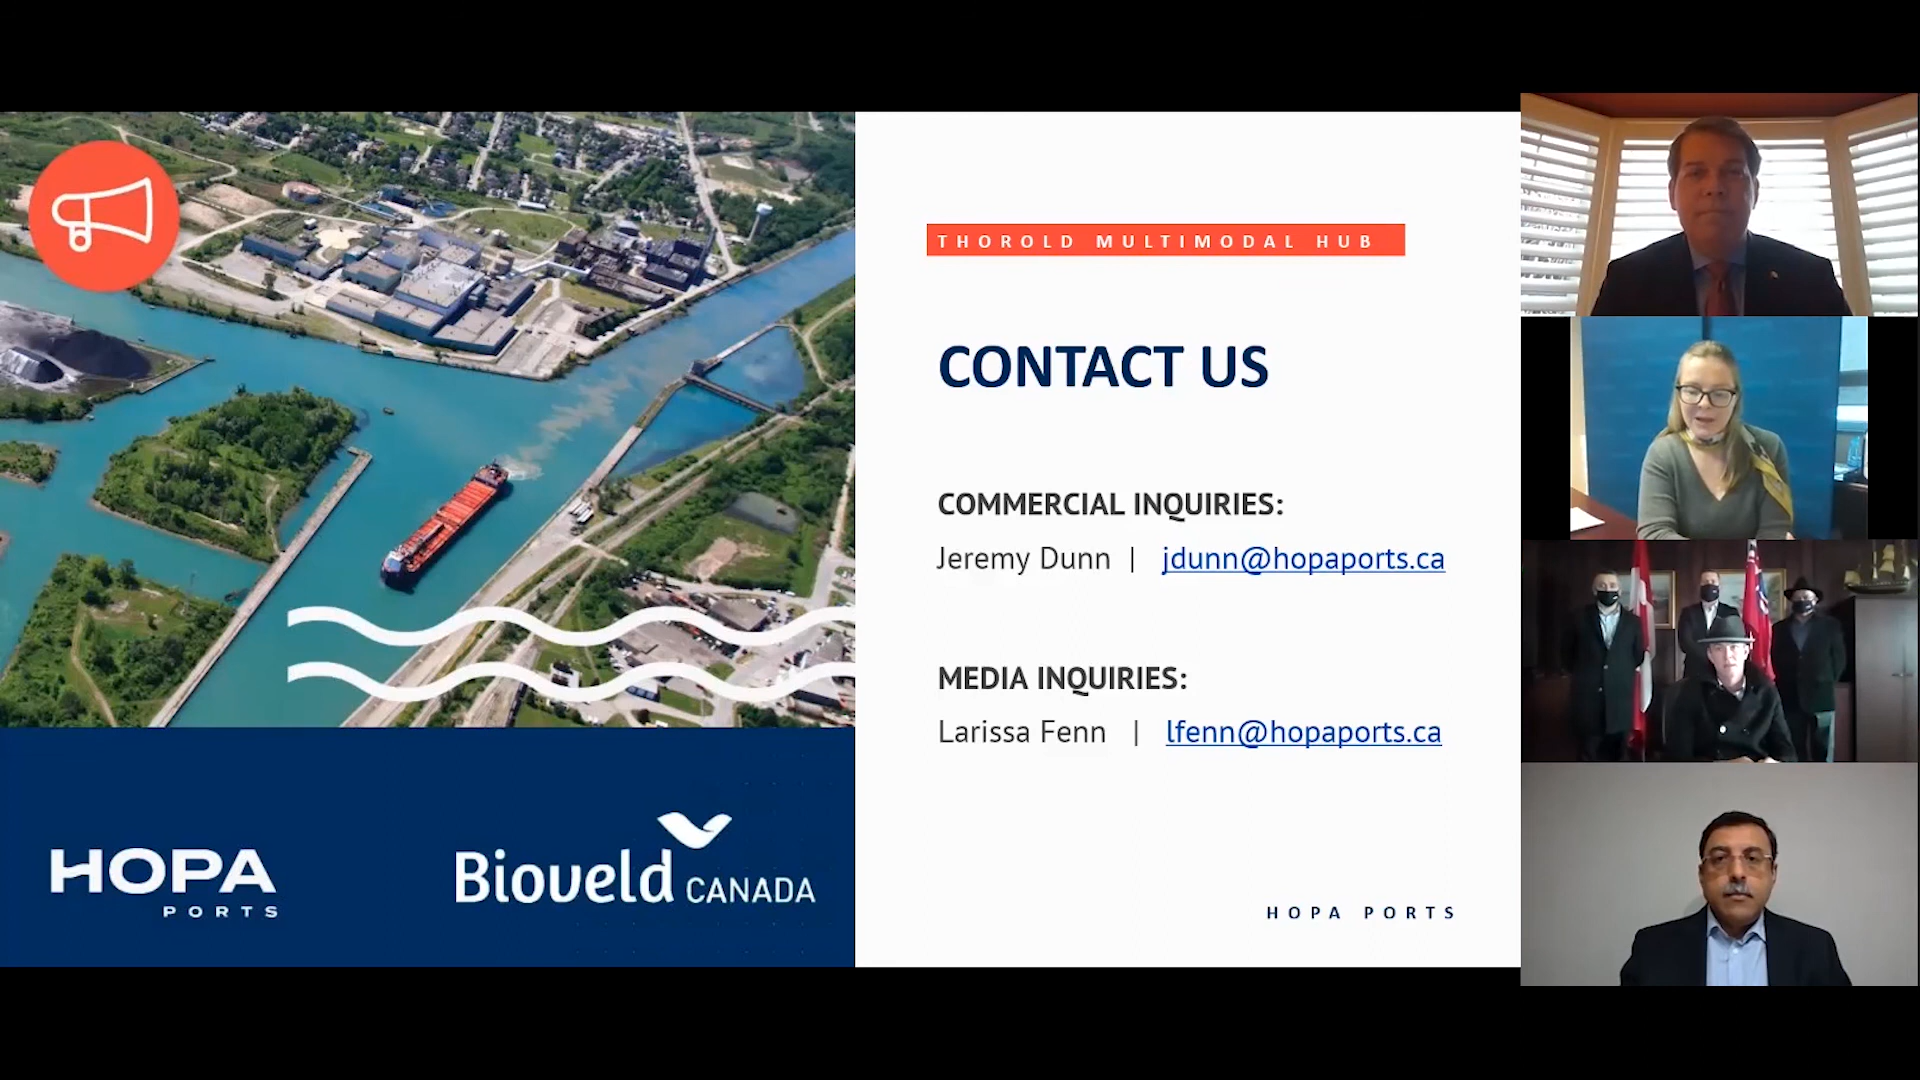 THOROLD MULTIMODAL HUB
CONTACT US
COMMERCIAL INQUIRIES:
Jeremy Dunn | jdunn@hopaports.ca
MEDIA INQUIRIES:
Larissa Fenn | lfenn@hopaports.ca
HOPA PORTS
HOPA
PORTS
Bioveld CANADA